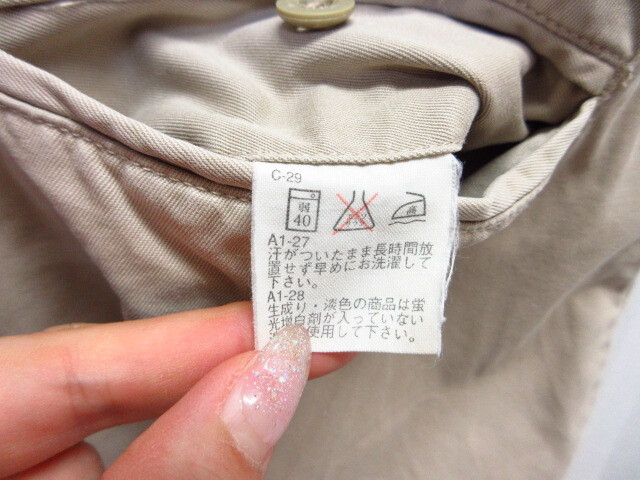 C-29
弱
40
高
A1-27
汗がついたまま長時間放
置せず早めにお洗濯して
下さい。
A1-28
生成り・淡色の商品は蛍
光増白剤が入っていない
使用して下さい。